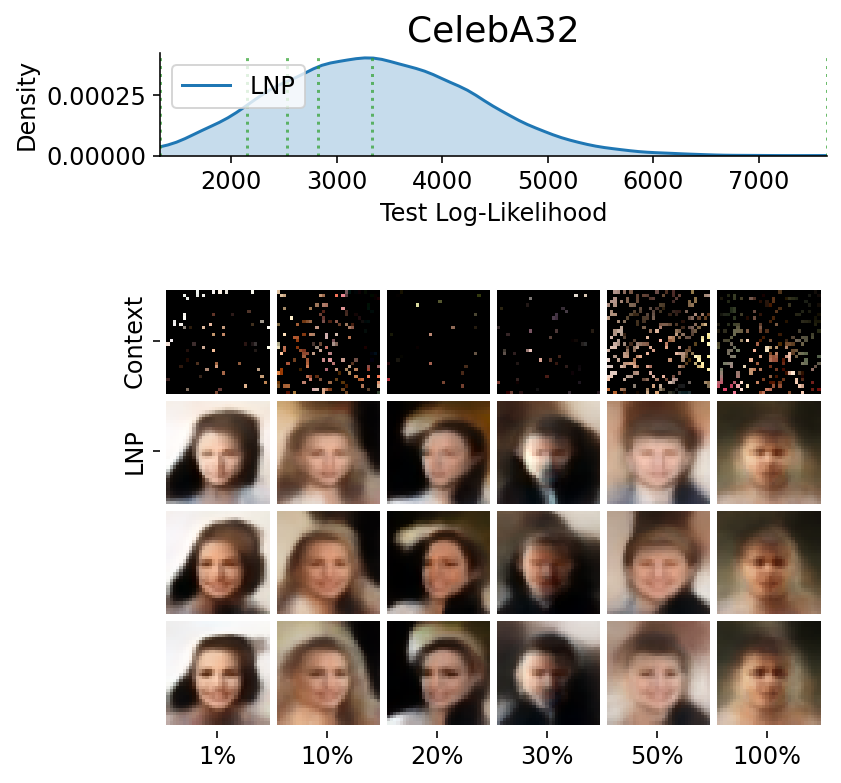 CelebA32
LNP
Density
0.00025
0.00000
2000 3000 4000 5000 6000 7000
Test Log-Likelihood
Context
LNP
1% 10% 20% 30% 50% 100%